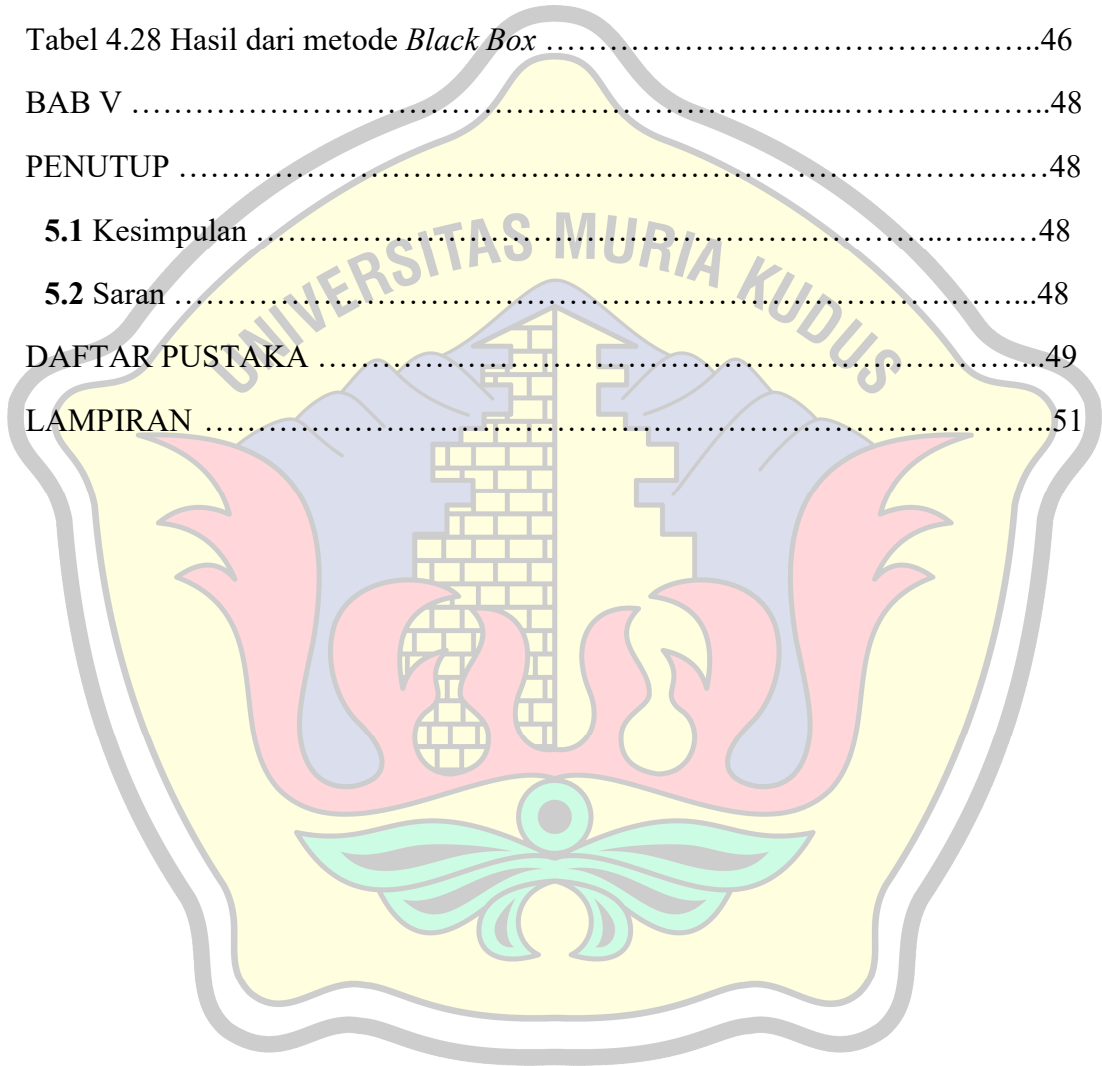 Tabel 4.28 Hasil dari metode Black Box ………………………………………..46
BAB V …………………………………………………….....…………………….48
PENUTUP ……………………………………………………………………….…48
5.1 Kesimpulan ………………………………………………………….…...…48
5.2 Saran ……………………………………………………………………...48
UNIVERSITAS MURIA KUDUS
DAFTAR PUSTAKA …………………………………………………………...49
LAMPIRAN ……………………………………………………………………..51